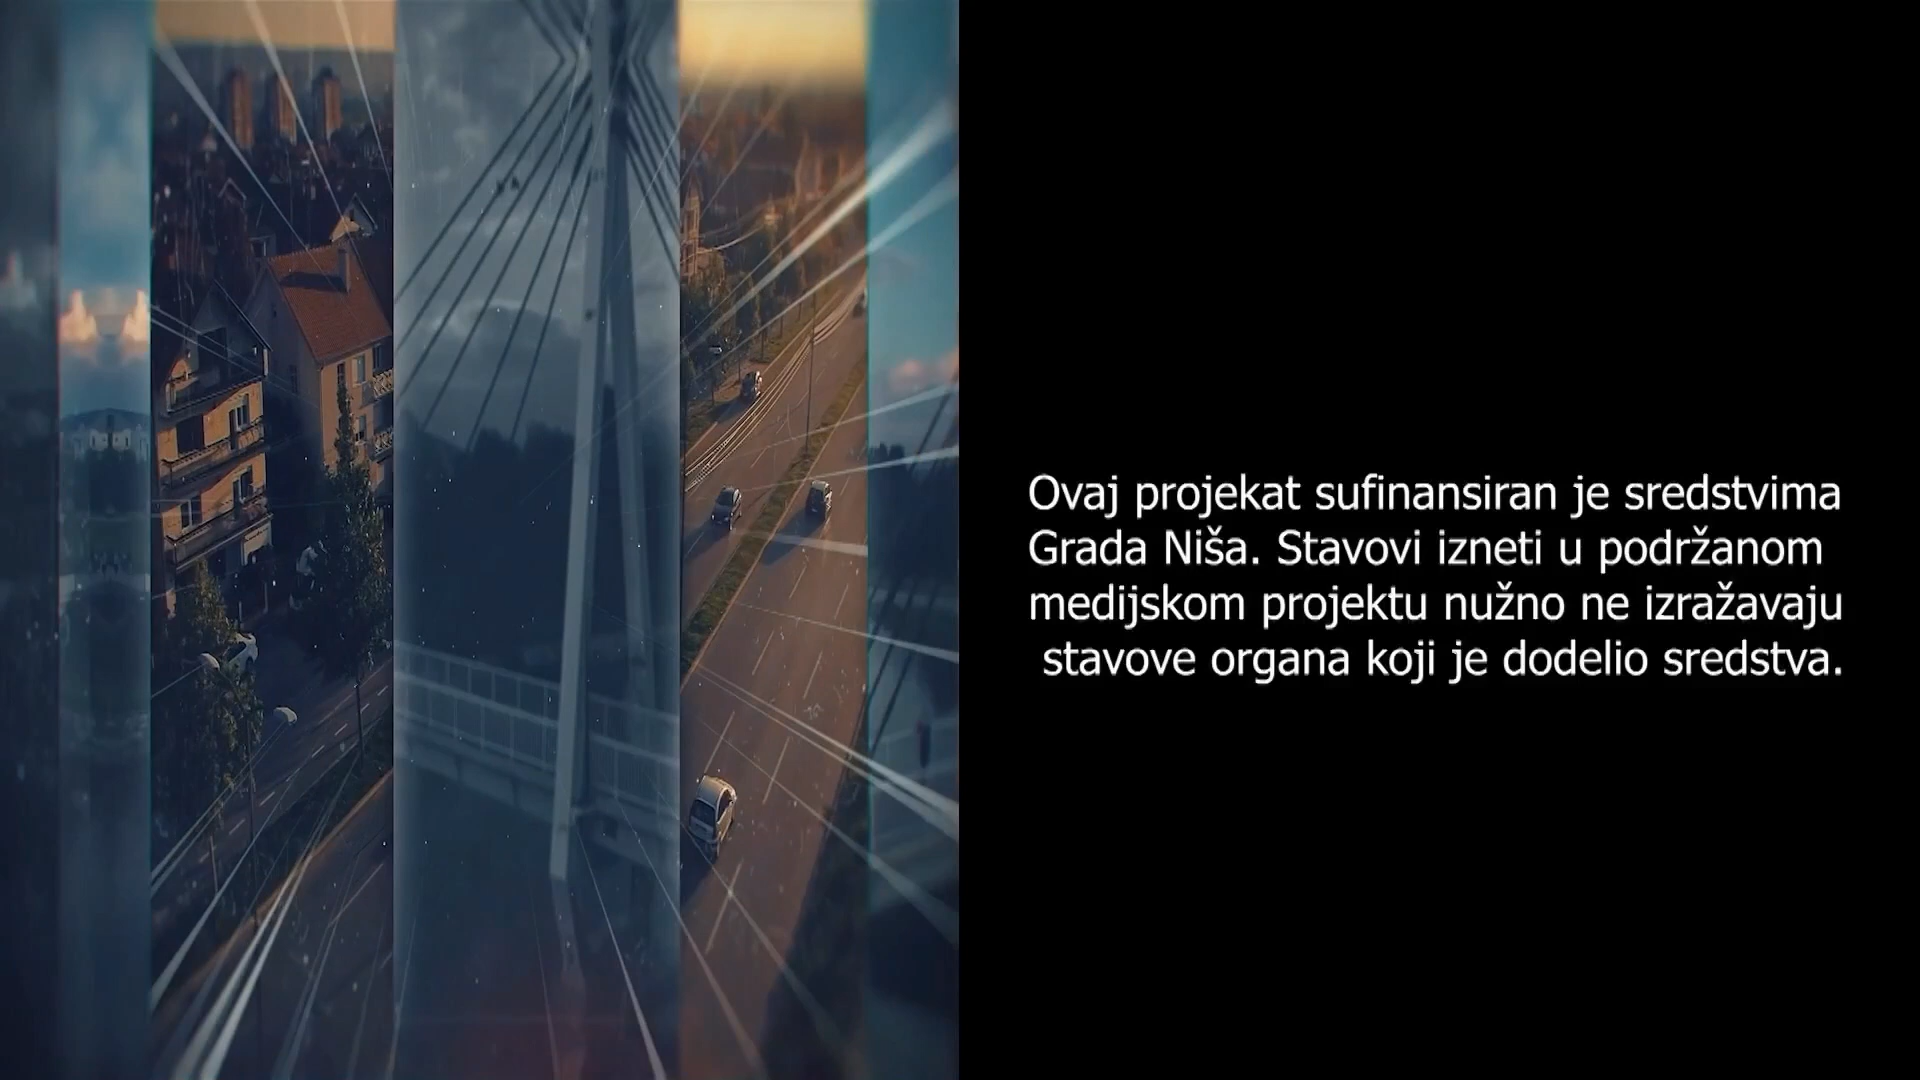 Ovaj projekat sufinansiran je sredstvima
Grada Niša. Stavovi izneti u podržanom
medijskom projektu nužno ne izražavaju
stavove organa koji je dodelio sredstva.